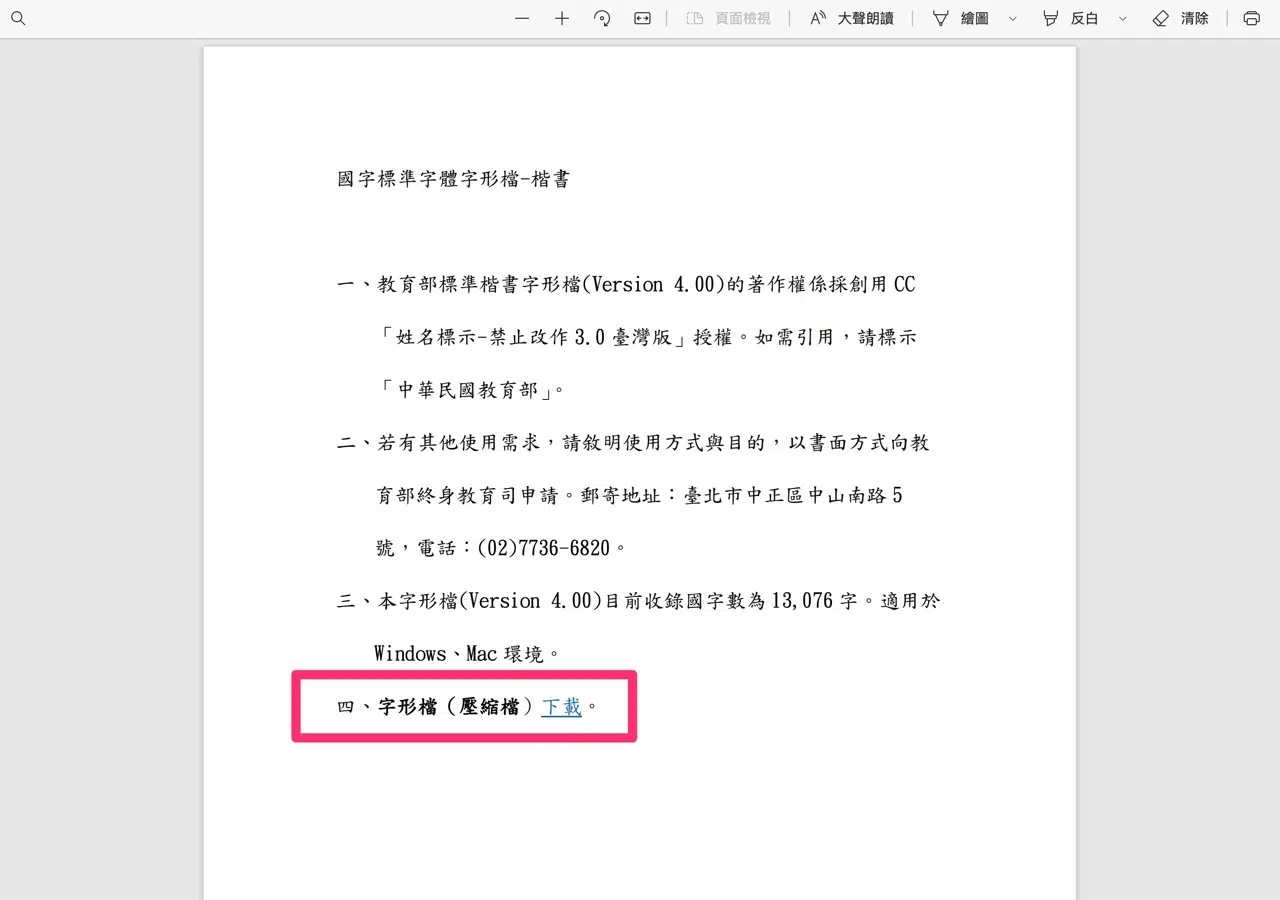 頁面檢視 大聲朗讀 繪圖 反白 清除
國字標準字體字形檔-楷書
一、教育部標準楷書字形檔(Version 4.00)的著作權係採創用 CC
「姓名標示-禁止改作 3.0 臺灣版」授權。如需引用，請標示
「中華民國教育部」。
二、若有其他使用需求，請敘明使用方式與目的，以書面方式向教
育部終身教育司申請。郵寄地址：臺北市中正區中山南路 5
號，電話：(02)7736-6820。
三、本字形檔(Version 4.00)目前收錄國字數為 13,076 字。適用於
Windows、Mac 環境。
四、字形檔（壓縮檔）下載。